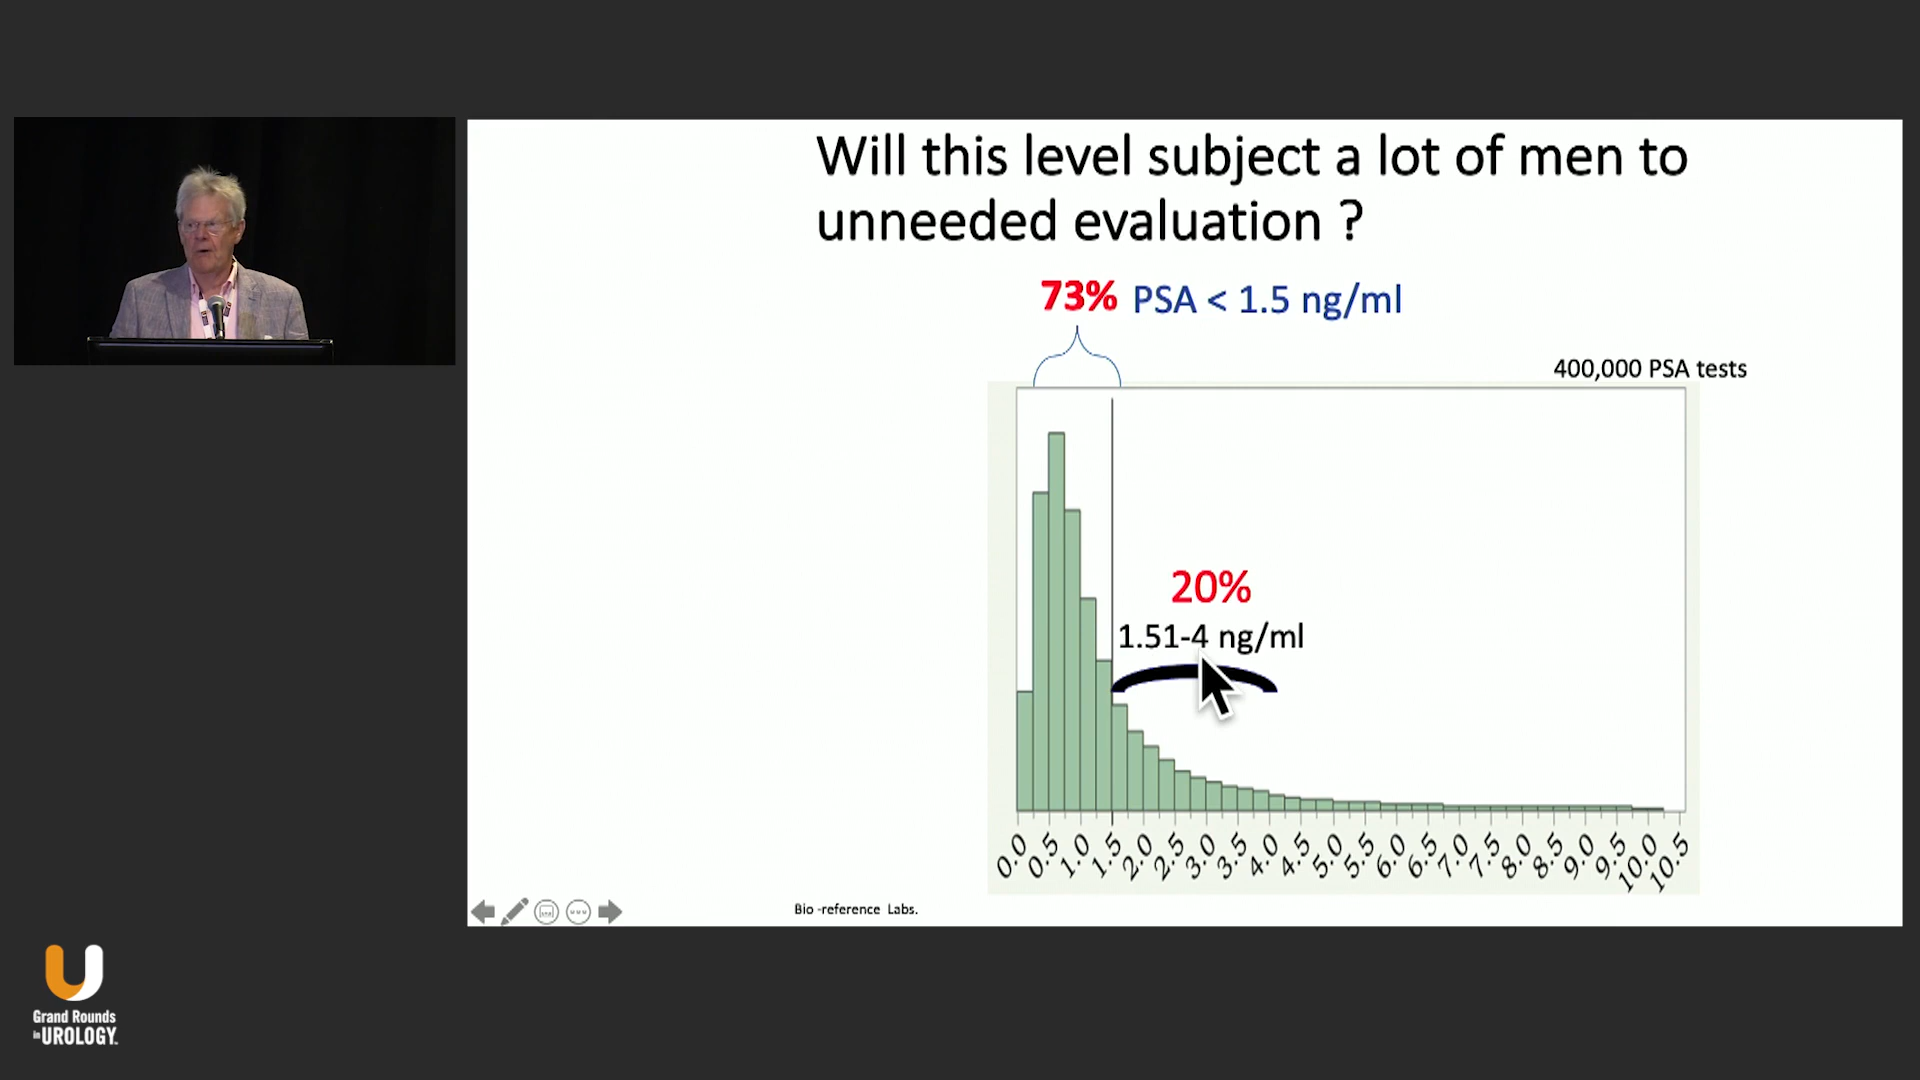 Will this level subject a lot of men to
unneeded evaluation ?
73% PSA < 1.5 ng/ml
400,000 PSA tests
20%
1.51-4 ng/ml
0.0 0.5 1.0 1.5 2.0 2.5 3.0 3.5 4.0 4.5 5.0 5.5 6.0 6.5 7.0 7.5 8.0 8.5 9.0 9.5 10.0 10.5
Bio -reference Labs.
Grand Rounds
in UROLOGY